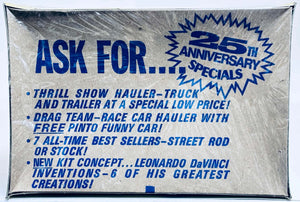 ASK FOR...
25TH
ANNIVERSARY
SPECIALS
• THRILL SHOW HAULER-TRUCK
AND TRAILER AT A SPECIAL LOW PRICE!
• DRAG TEAM-RACE CAR HAULER WITH
FREE PINTO FUNNY CAR!
• 7 ALL-TIME BEST SELLERS-STREET ROD
OR STOCK!
• NEW KIT CONCEPT...LEONARDO DaVINCI
INVENTIONS-6 OF HIS GREATEST
CREATIONS!